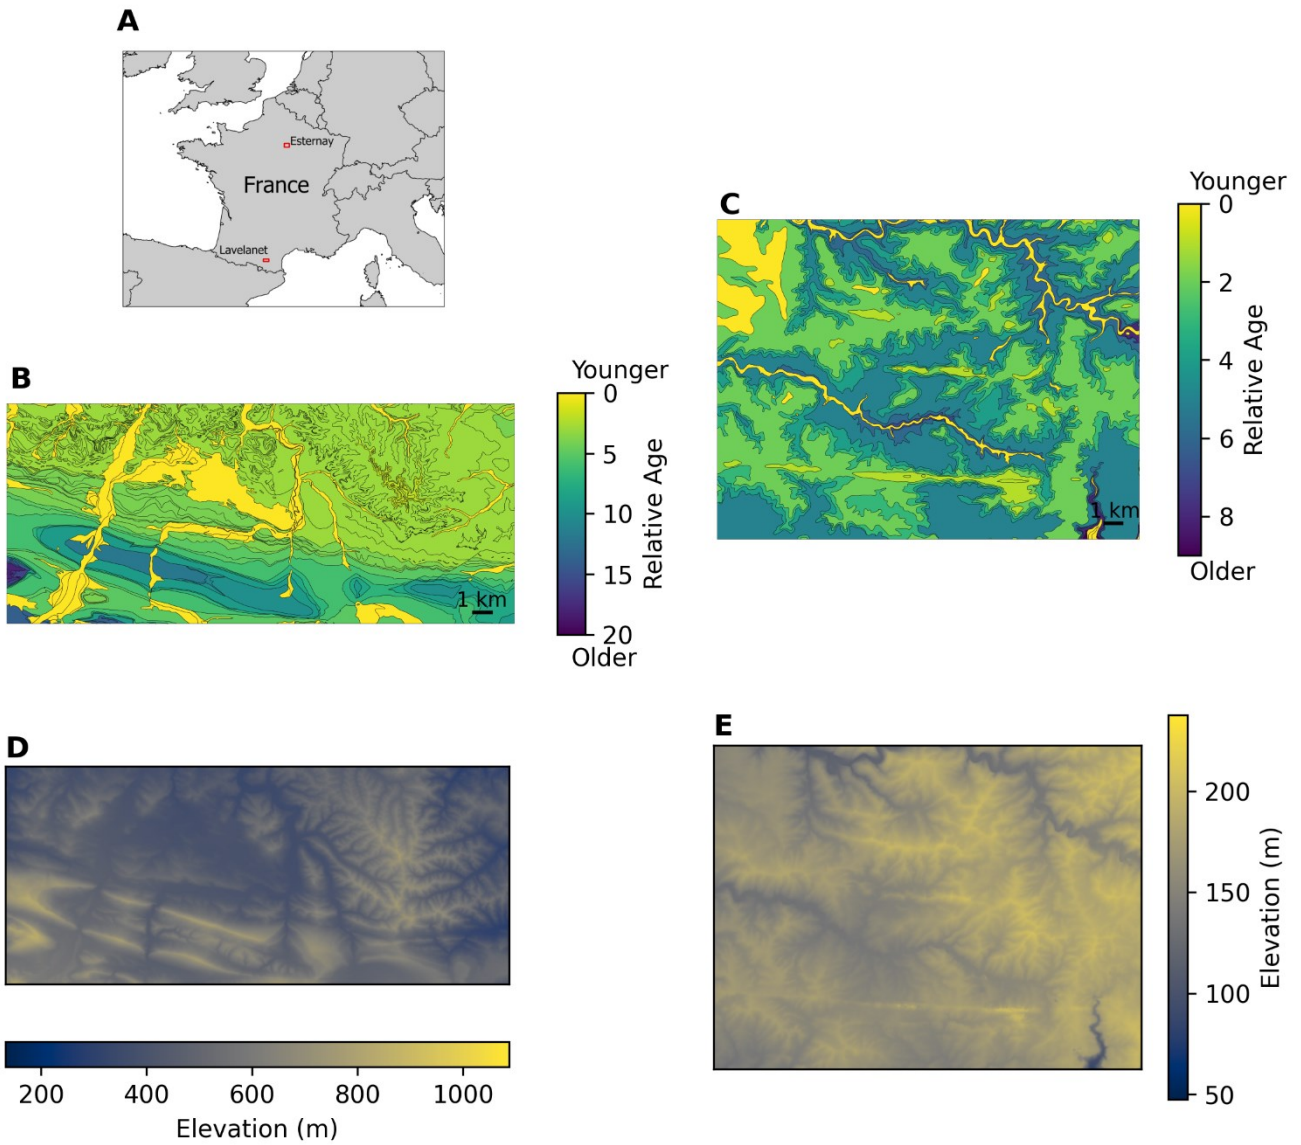 A
Esternay
France
Lavelanet
B
1 km
Younger
0
5
10
15
20
Older
Relative Age
C
1 km
Younger
0
2
4
6
8
Older
Relative Age
D
200 400 600 800 1000
Elevation (m)
E
200
150
100
50
Elevation (m)